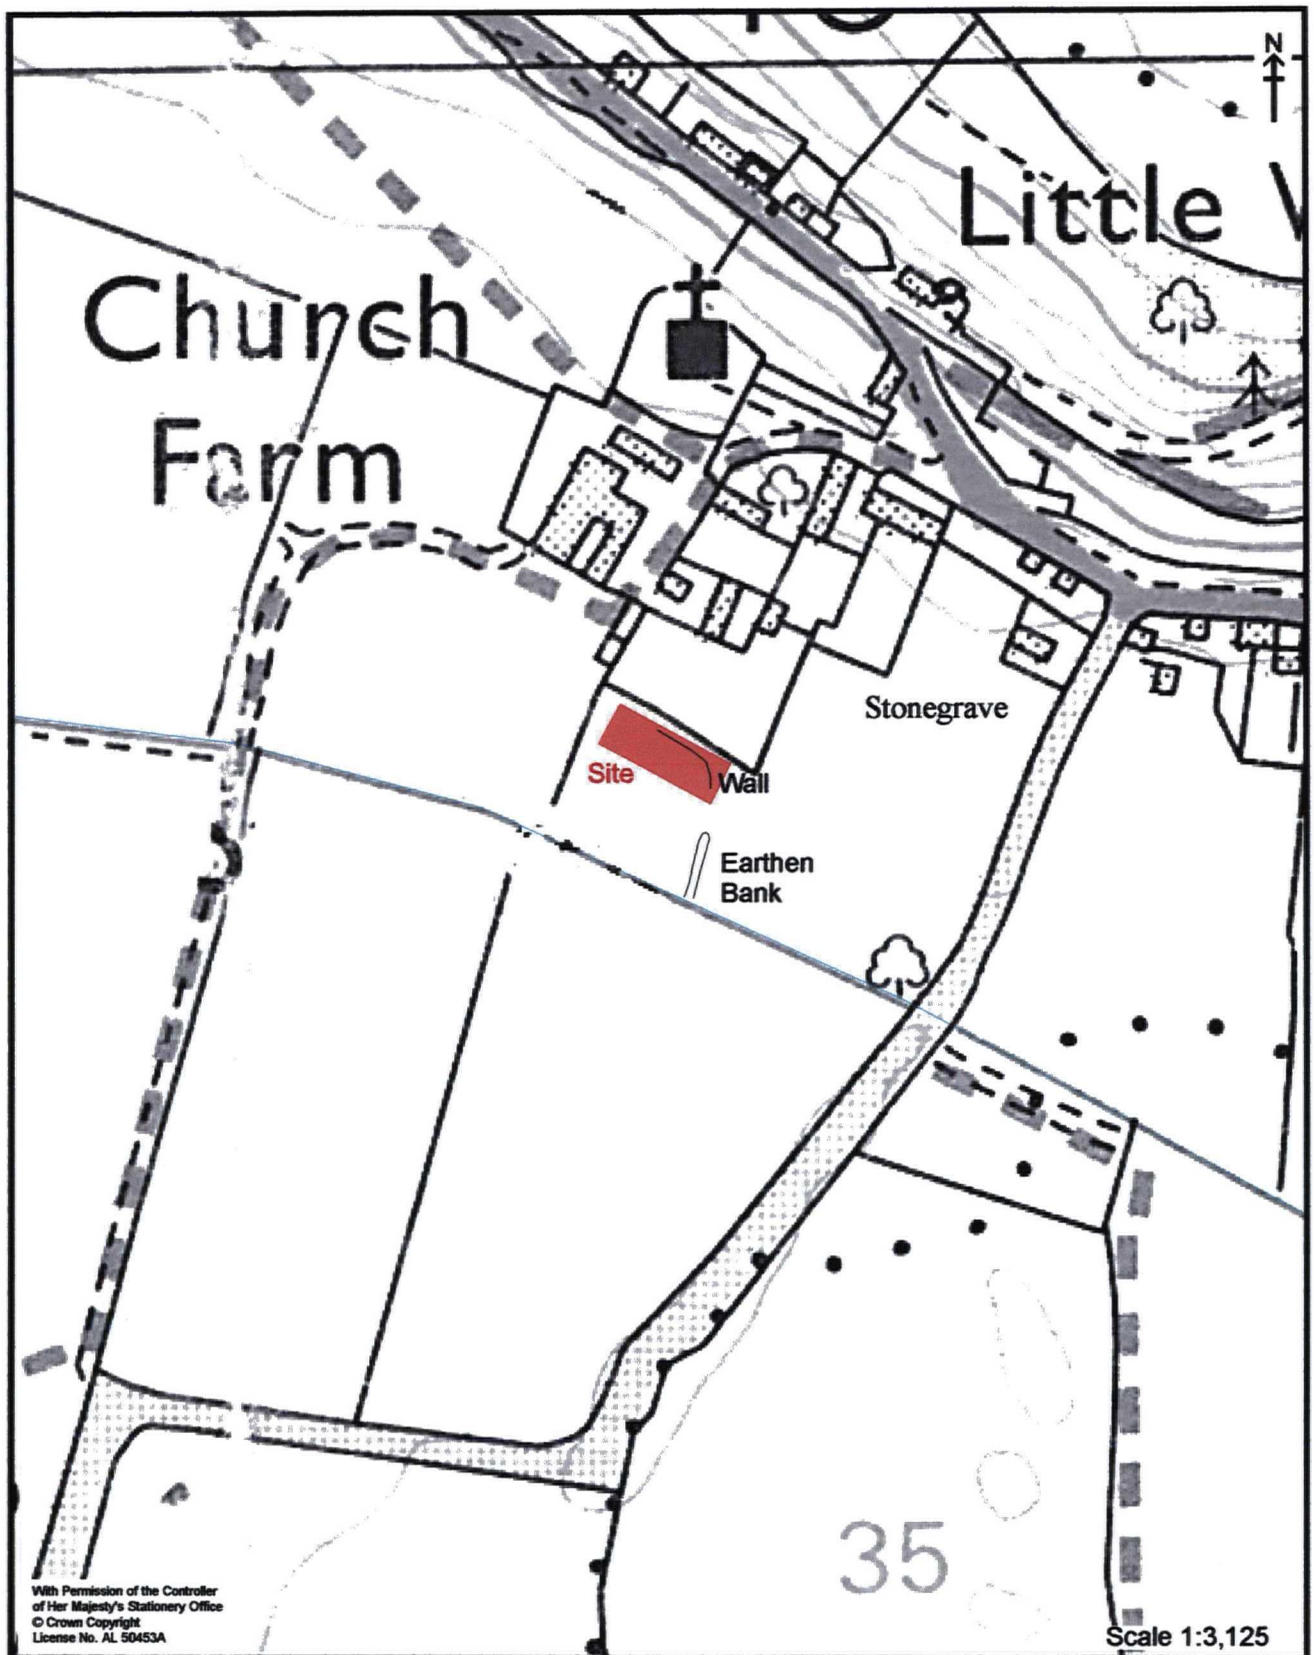 N
Little
Church
Farm
Stonegrave
Site
Wall
Earthen
Bank
35
With Permission of the Controller
of Her Majesty's Stationery Office
© Crown Copyright
License No. AL 50453A
Scale 1:3,125